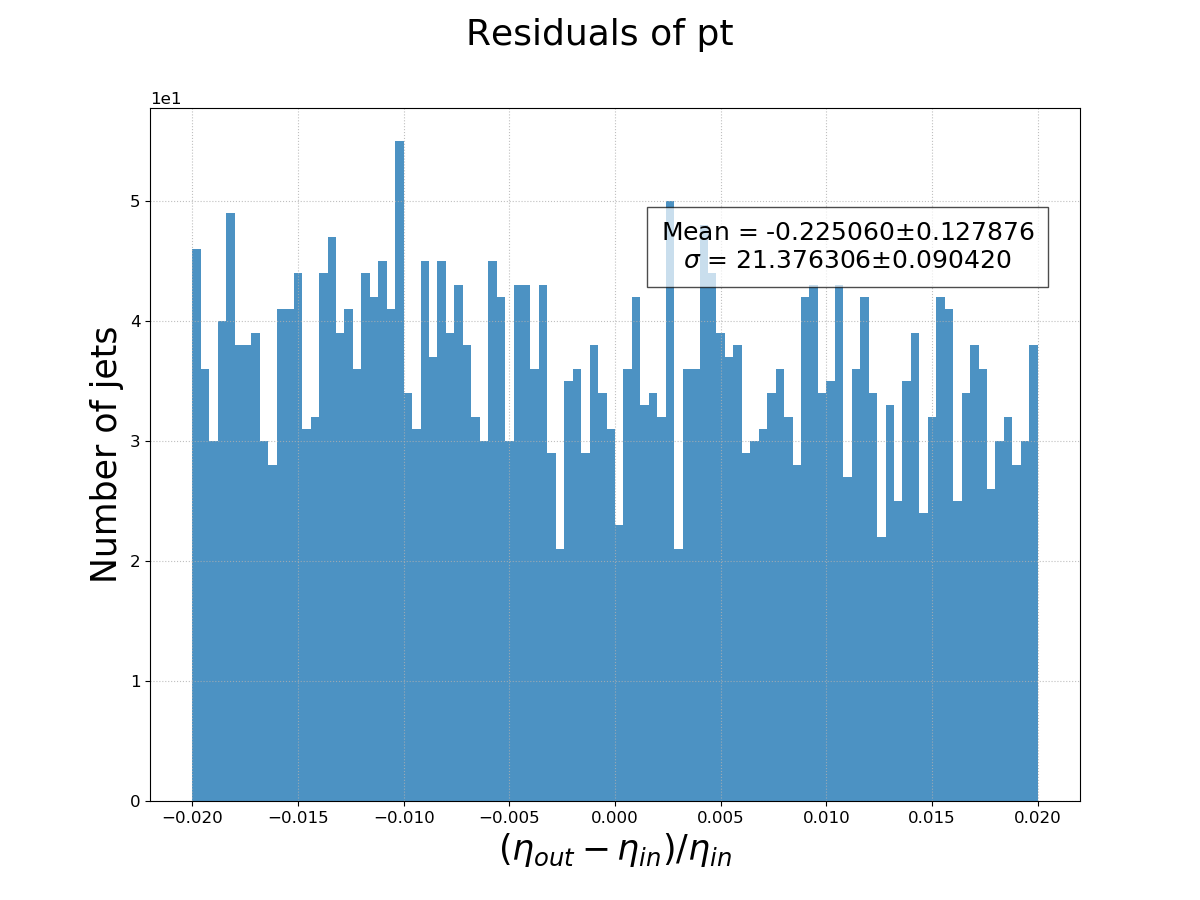 Residuals of pt
1e1
5
4
3
2
1
0
Number of jets
Mean = -0.225060±0.127876
σ = 21.376306±0.090420
−0.020 −0.015 −0.010 −0.005 0.000 0.005 0.010 0.015 0.020
(η_out − η_in)/η_in